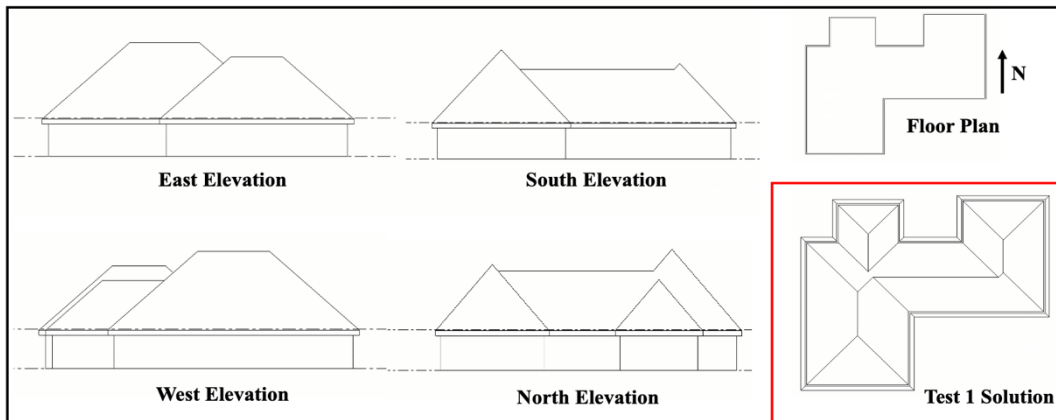 East Elevation
South Elevation
N
Floor Plan
West Elevation
North Elevation
Test 1 Solution